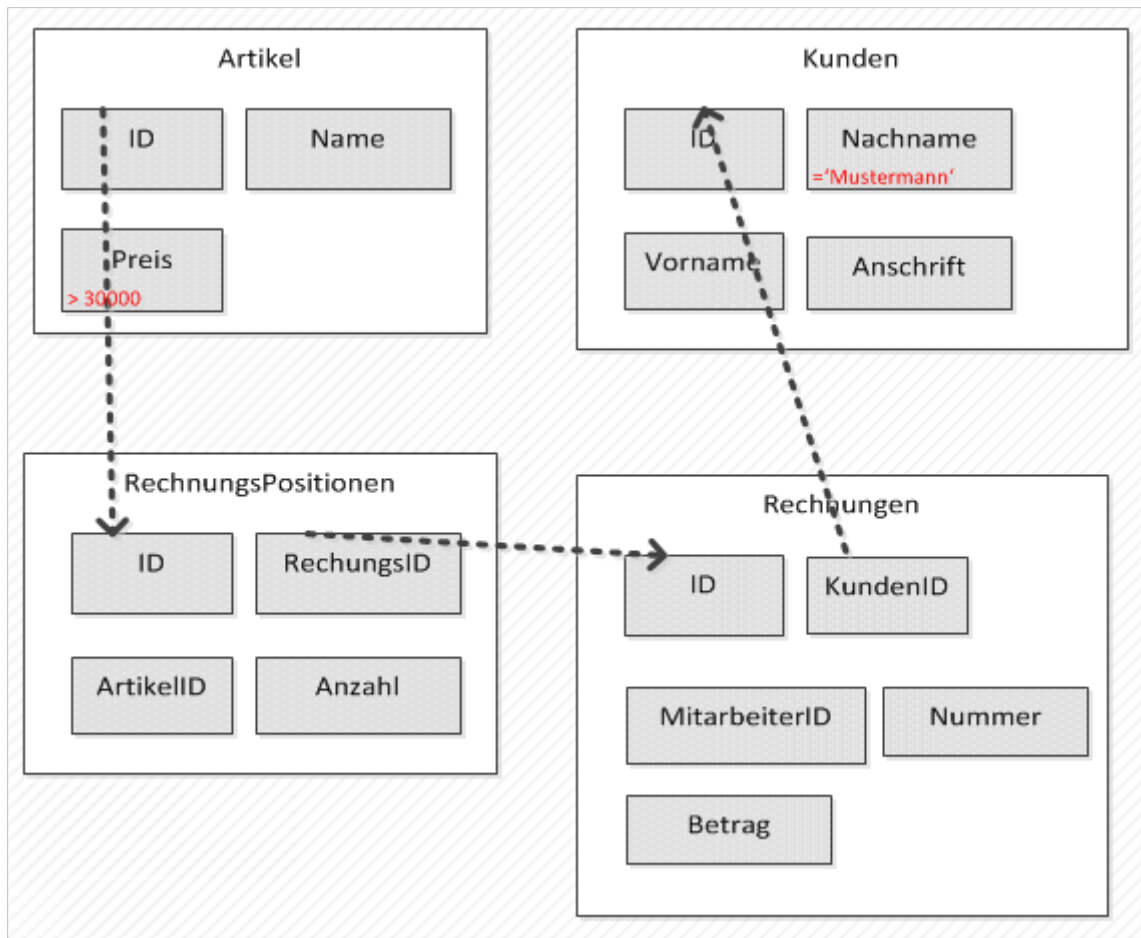 Artikel
ID
Name
Preis
> 30000
Kunden
ID
Nachname
='Mustermann‘
Vorname
Anschrift
RechnungsPositionen
ID
RechungsID
ArtikelID
Anzahl
Rechnungen
ID
KundenID
MitarbeiterID
Nummer
Betrag